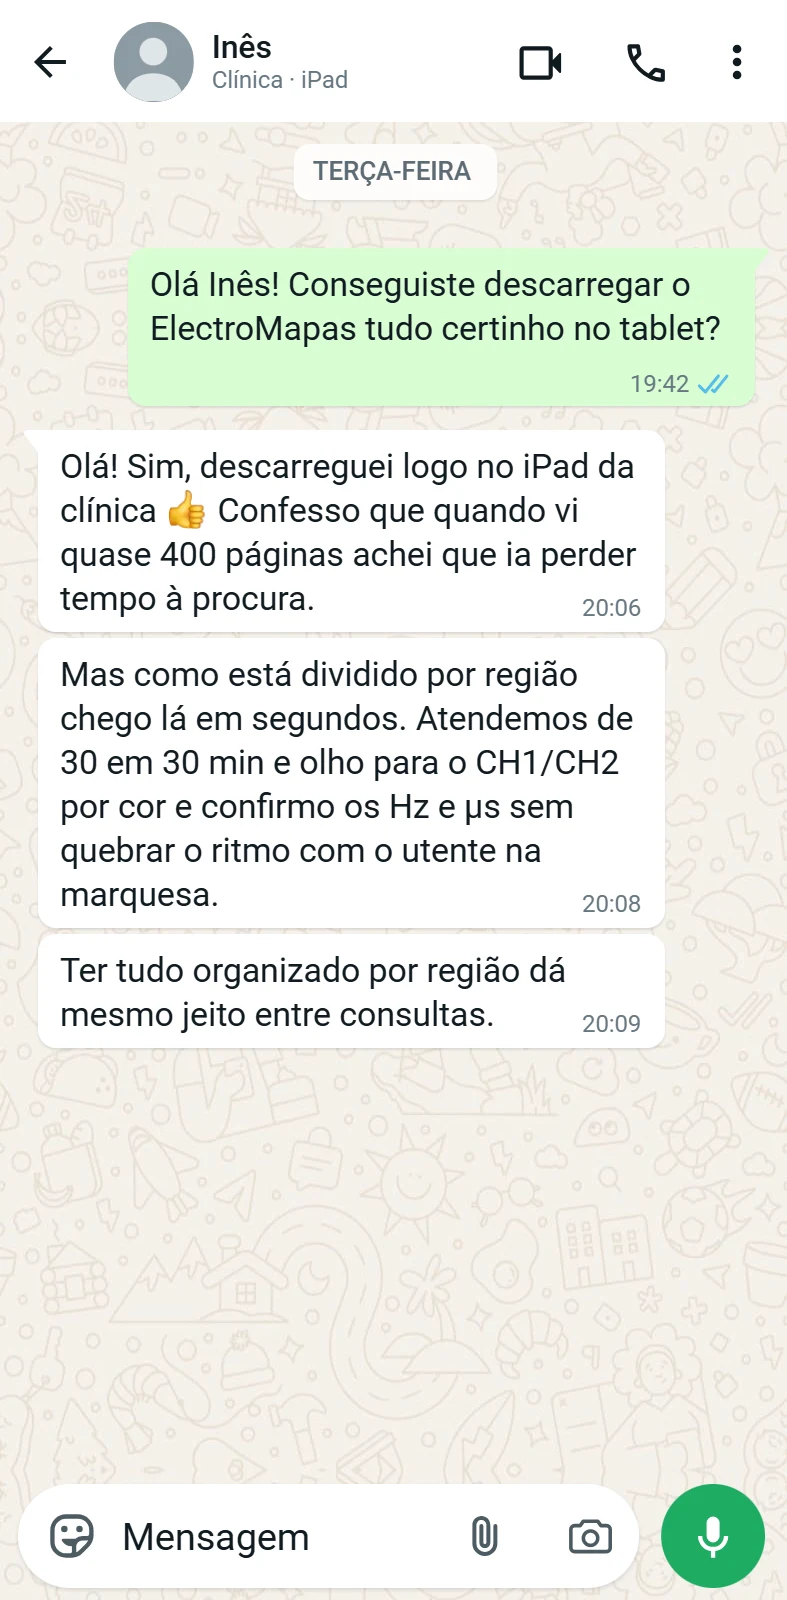 Inês
Clínica · iPad
TERÇA-FEIRA
Olá Inês! Conseguiste descarregar o
ElectroMapas tudo certinho no tablet?
19:42
Olá! Sim, descarreguei logo no iPad da
clínica 👍 Confesso que quando vi
quase 400 páginas achei que ia perder
tempo à procura.
20:06
Mas como está dividido por região
chego lá em segundos. Atendemos de
30 em 30 min e olho para o CH1/CH2
por cor e confirmo os Hz e µs sem
quebrar o ritmo com o utente na
marquesa.
20:08
Ter tudo organizado por região dá
mesmo jeito entre consultas.
20:09
Mensagem